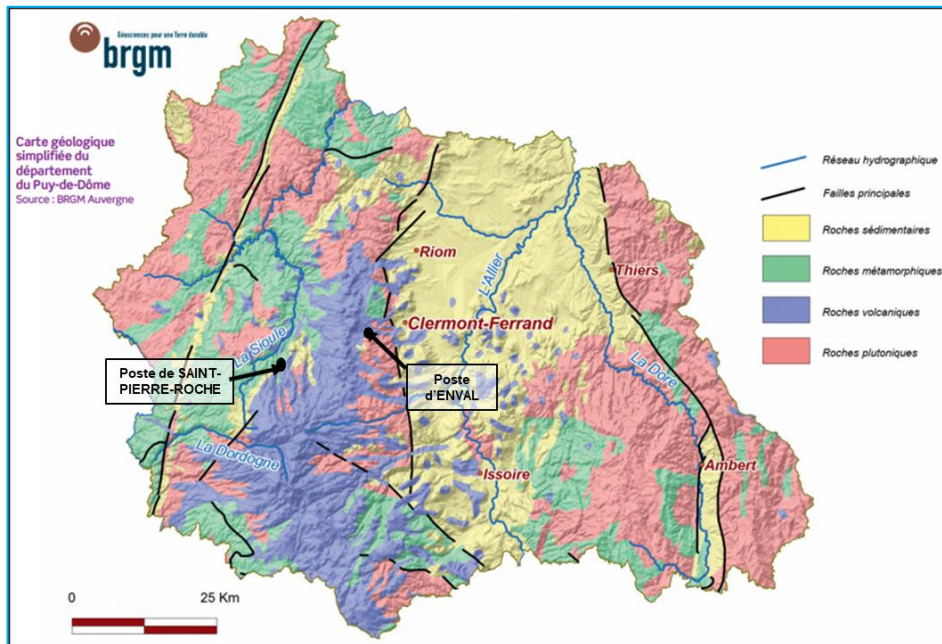 Géosciences pour une Terre durable
brgm
Carte géologique
simplifiée du
département
du Puy-de-Dôme
Source : BRGM Auvergne
Réseau hydrographique
Failles principales
Roches sédimentaires
Roches métamorphiques
Roches volcaniques
Roches plutoniques
Riom
L'Allier
Thiers
Clermont-Ferrand
La Sioule
Poste de SAINT-
PIERRE-ROCHE
Poste
d'ENVAL
La Dore
La Dordogne
Issoire
Ambert
0 25 Km